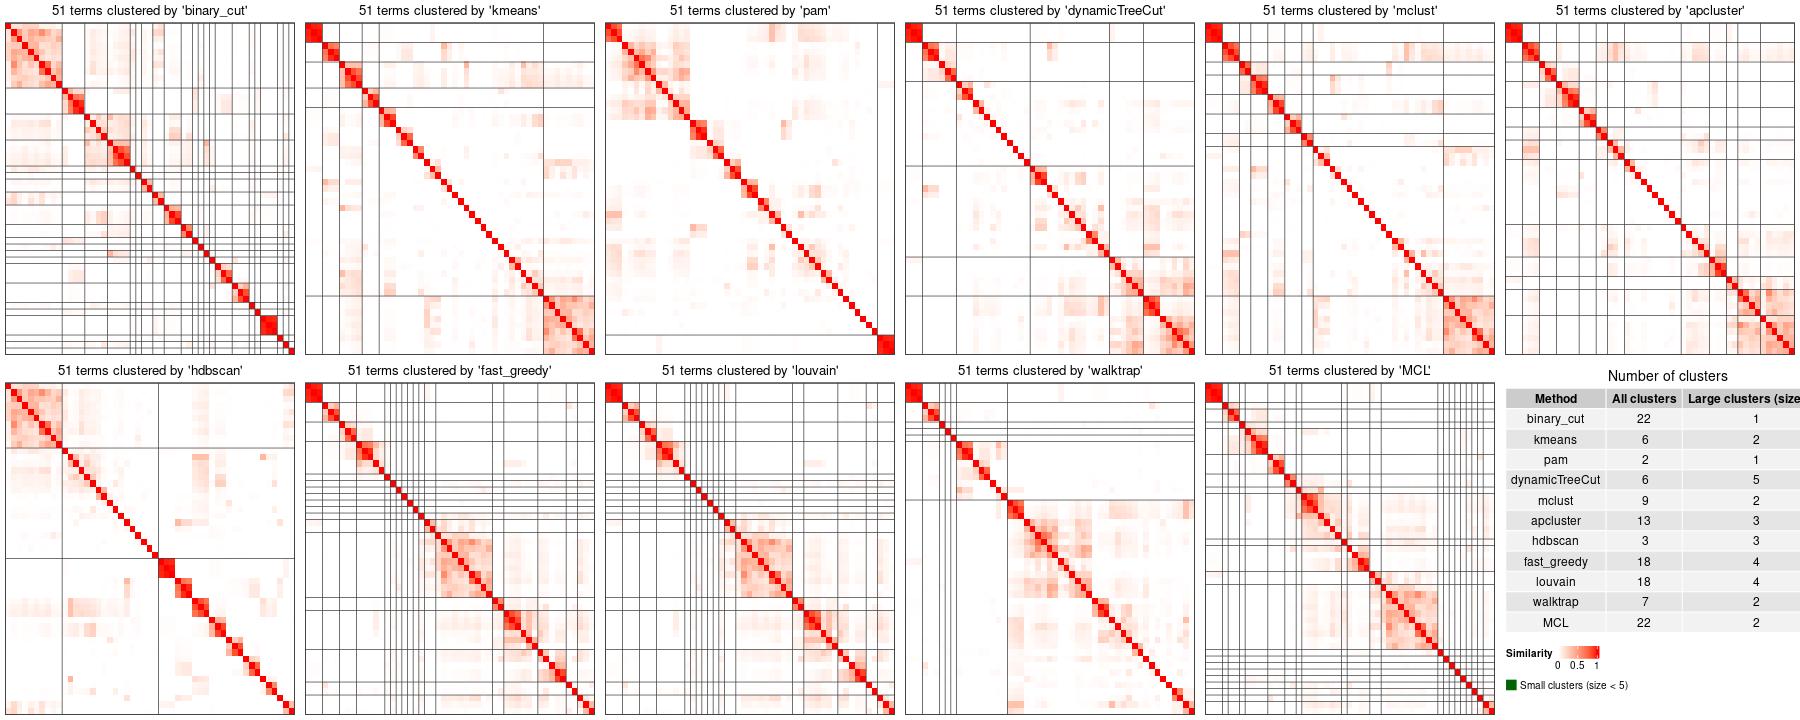 51 terms clustered by 'binary_cut'
51 terms clustered by 'kmeans'
51 terms clustered by 'pam'
51 terms clustered by 'dynamicTreeCut'
51 terms clustered by 'mclust'
51 terms clustered by 'apcluster'
51 terms clustered by 'hdbscan'
51 terms clustered by 'fast_greedy'
51 terms clustered by 'louvain'
51 terms clustered by 'walktrap'
51 terms clustered by 'MCL'
Number of clusters
Method All clusters Large clusters (size
binary_cut 22 1
kmeans 6 2
pam 2 1
dynamicTreeCut 6 5
mclust 9 2
apcluster 13 3
hdbscan 3 3
fast_greedy 18 4
louvain 18 4
walktrap 7 2
MCL 22 2
Similarity
0 0.5 1
Small clusters (size < 5)